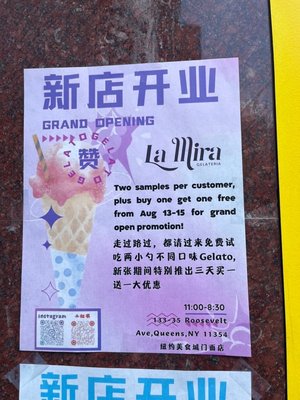 新店开业
GRAND OPENING
GELATO GELATO GELATO
赞
La Mira
GELATERIA
Two samples per customer,
plus buy one get one free
from Aug 13-15 for grand
open promotion!
走过路过，都请过来免费试
吃两小勺不同口味Gelato,
新张期间特别推出三天买一
送一大优惠
11:00-8:30
133-35 Roosevelt
Ave,Queens,NY 11354
纽约美食城门面店
instagram 小红书
新店开业